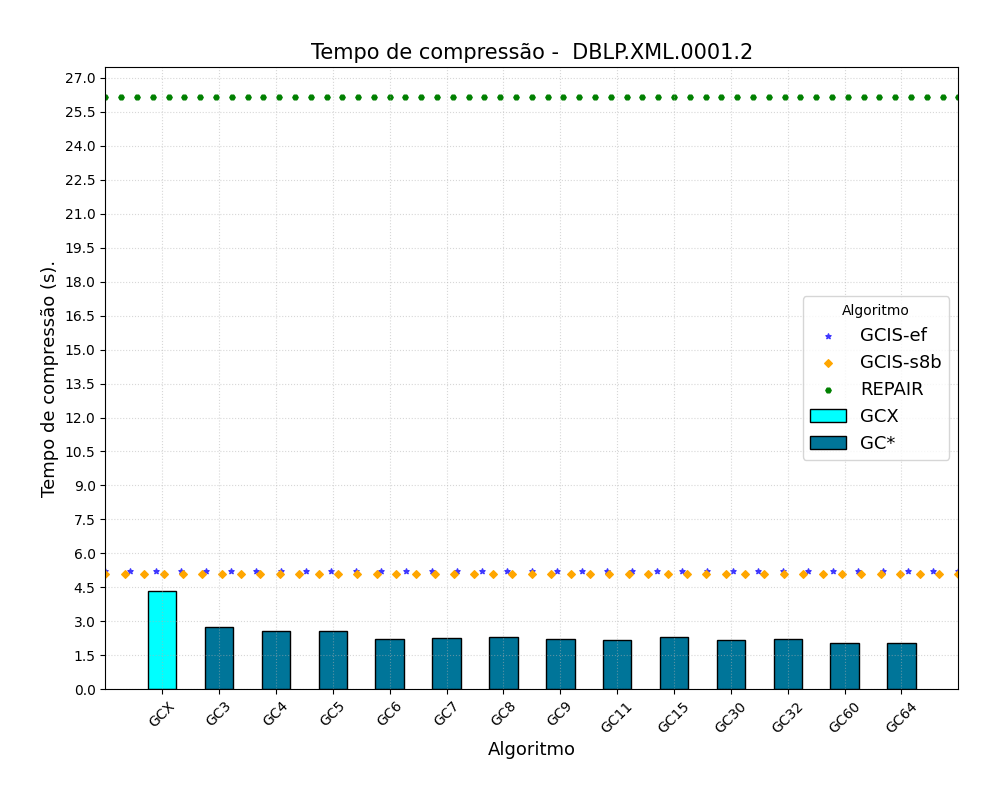 Tempo de compressão -  DBLP.XML.0001.2
27.0
25.5
24.0
22.5
21.0
19.5
18.0
16.5
15.0
13.5
12.0
10.5
9.0
7.5
6.0
4.5
3.0
1.5
0.0
Tempo de compressão (s).
Algoritmo
GCIS-ef
GCIS-s8b
REPAIR
GCX
GC*
GCX
GC3
GC4
GC5
GC6
GC7
GC8
GC9
GC11
GC15
GC30
GC32
GC60
GC64
Algoritmo